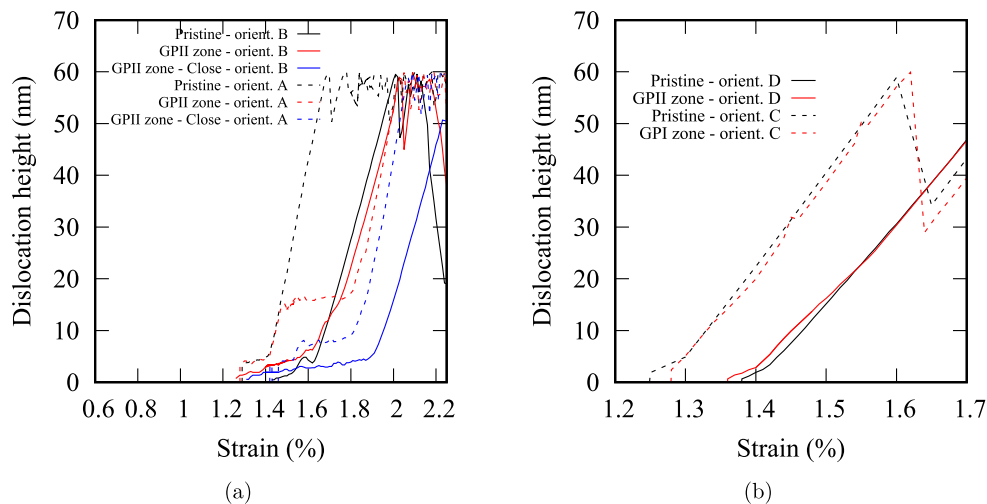 70
60
50
40
30
20
10
0
Dislocation height (nm)
Pristine - orient. B
GPII zone - orient. B
GPII zone - Close - orient. B
Pristine - orient. A
GPII zone - orient. A
GPII zone - Close - orient. A
0.6 0.8 1 1.2 1.4 1.6 1.8 2 2.2
Strain (%)
(a)
70
60
50
40
30
20
10
0
Dislocation height (nm)
Pristine - orient. D
GPII zone - orient. D
Pristine - orient. C
GPI zone - orient. C
1.2 1.3 1.4 1.5 1.6 1.7
Strain (%)
(b)